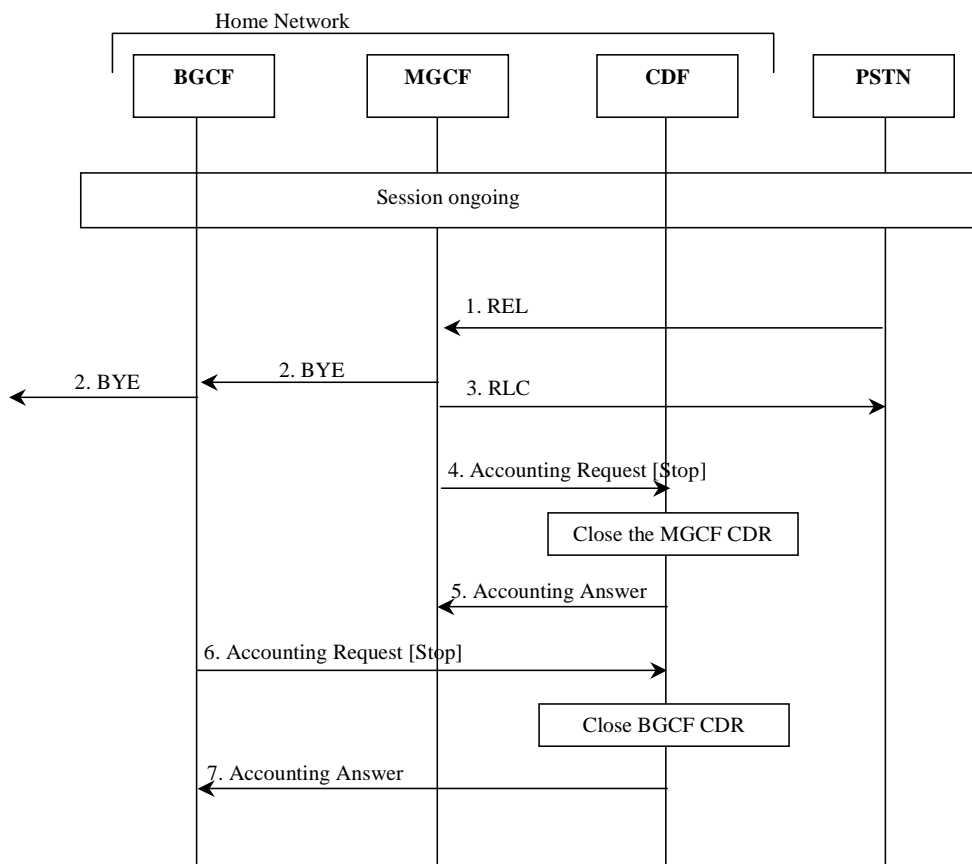 Home Network
BGCF
MGCF
CDF
PSTN
Session ongoing
1. REL
2. BYE
2. BYE
3. RLC
4. Accounting Request [Stop]
Close the MGCF CDR
5. Accounting Answer
6. Accounting Request [Stop]
Close BGCF CDR
7. Accounting Answer